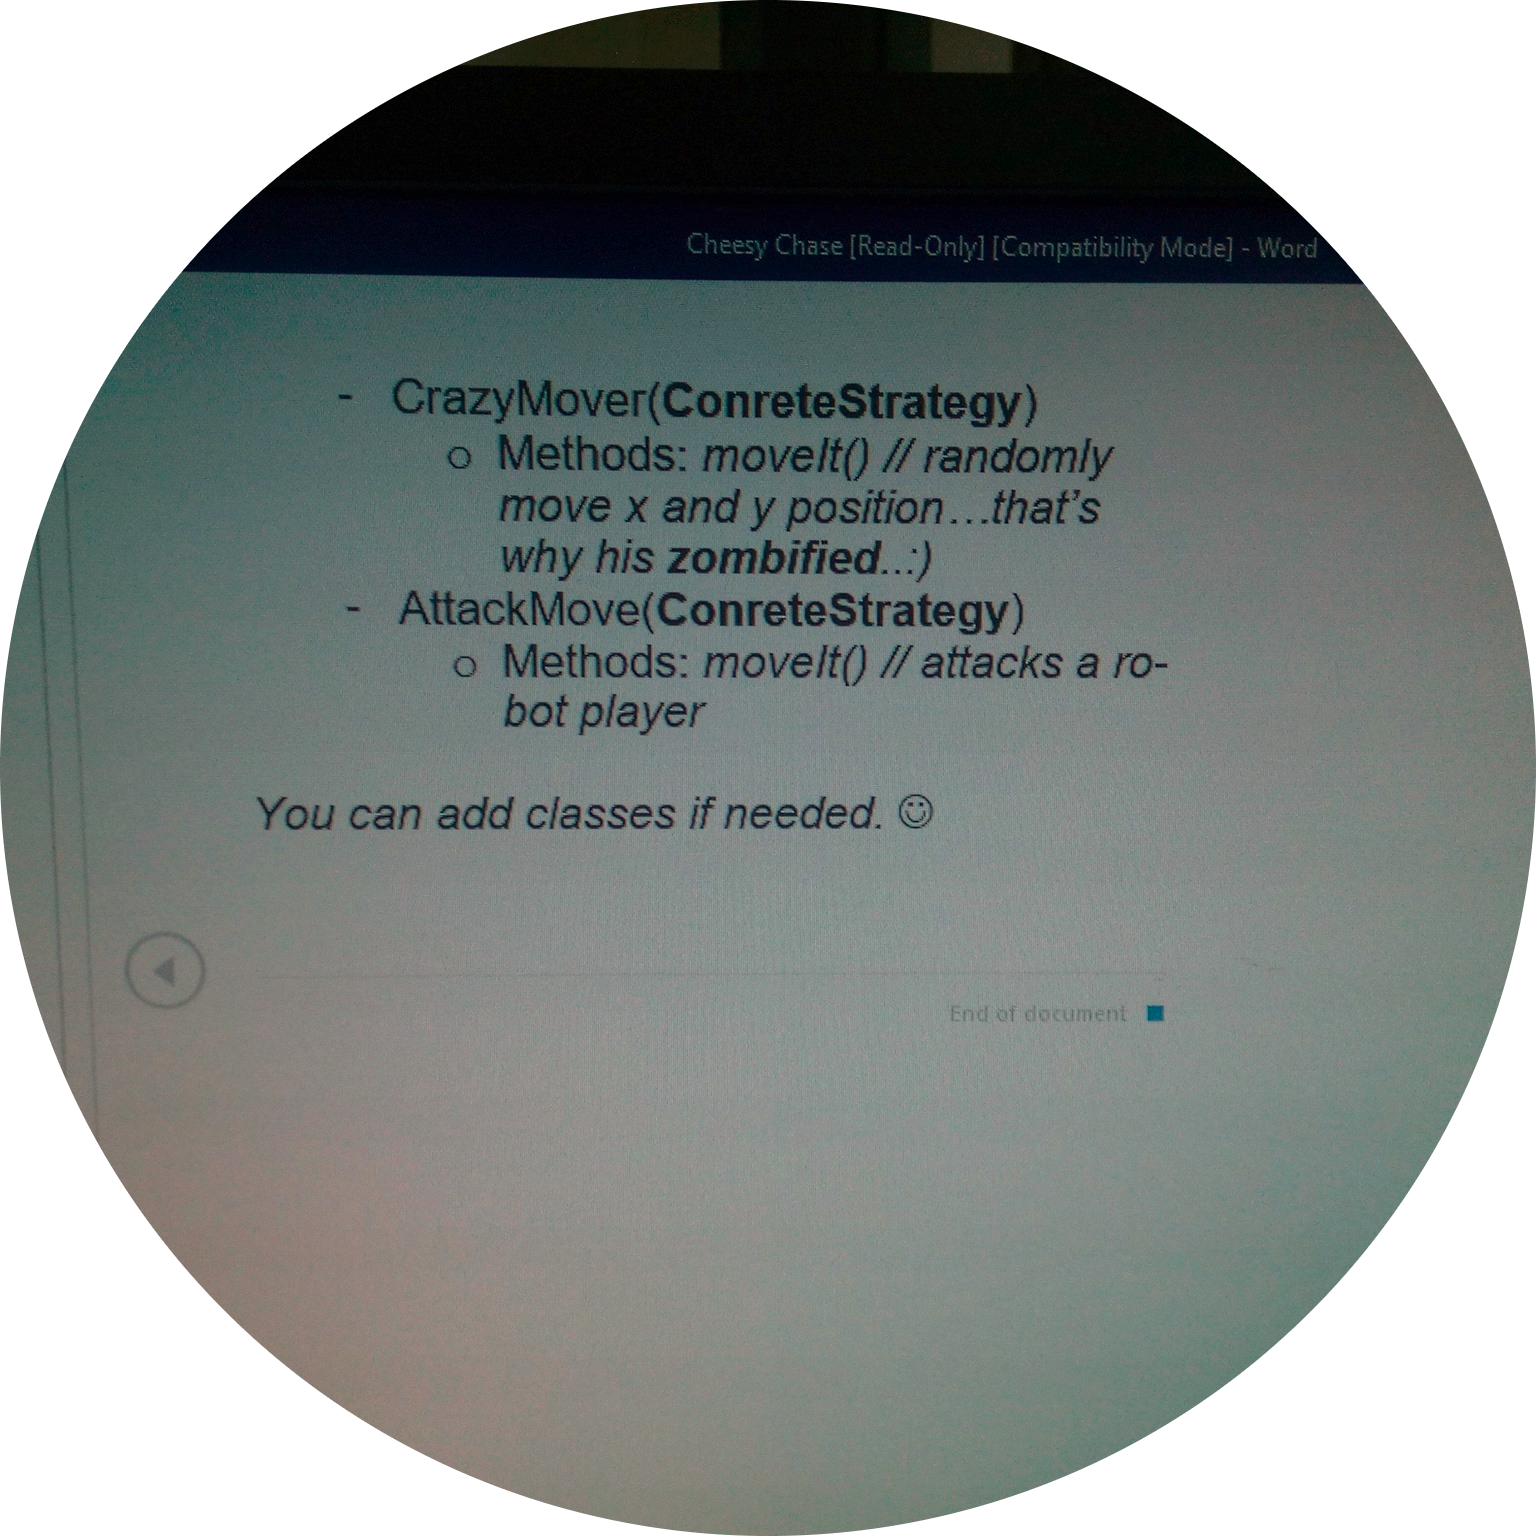 Cheesy Chase [Read-Only] [Compatibility Mode] - Word
- CrazyMover(ConreteStrategy)
o Methods: moveIt() // randomly
move x and y position...that's
why his zombified...:)
- AttackMove(ConreteStrategy)
o Methods: moveIt() // attacks a ro-
bot player
You can add classes if needed. ☺
End of document